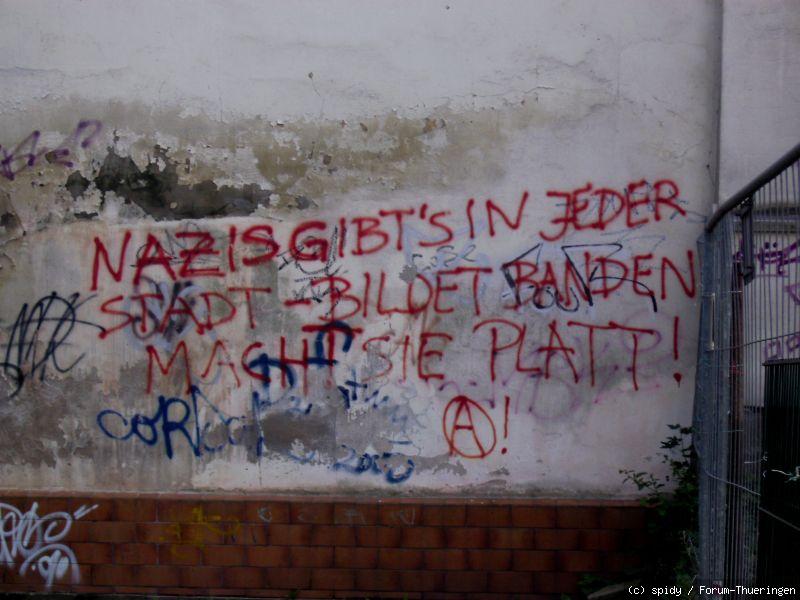 NAZIS GIBT'S IN JEDER
STADT - BILDET BANDEN
MACHT SIE PLATT!
A!
(c) spidy / Forum-Thueringen